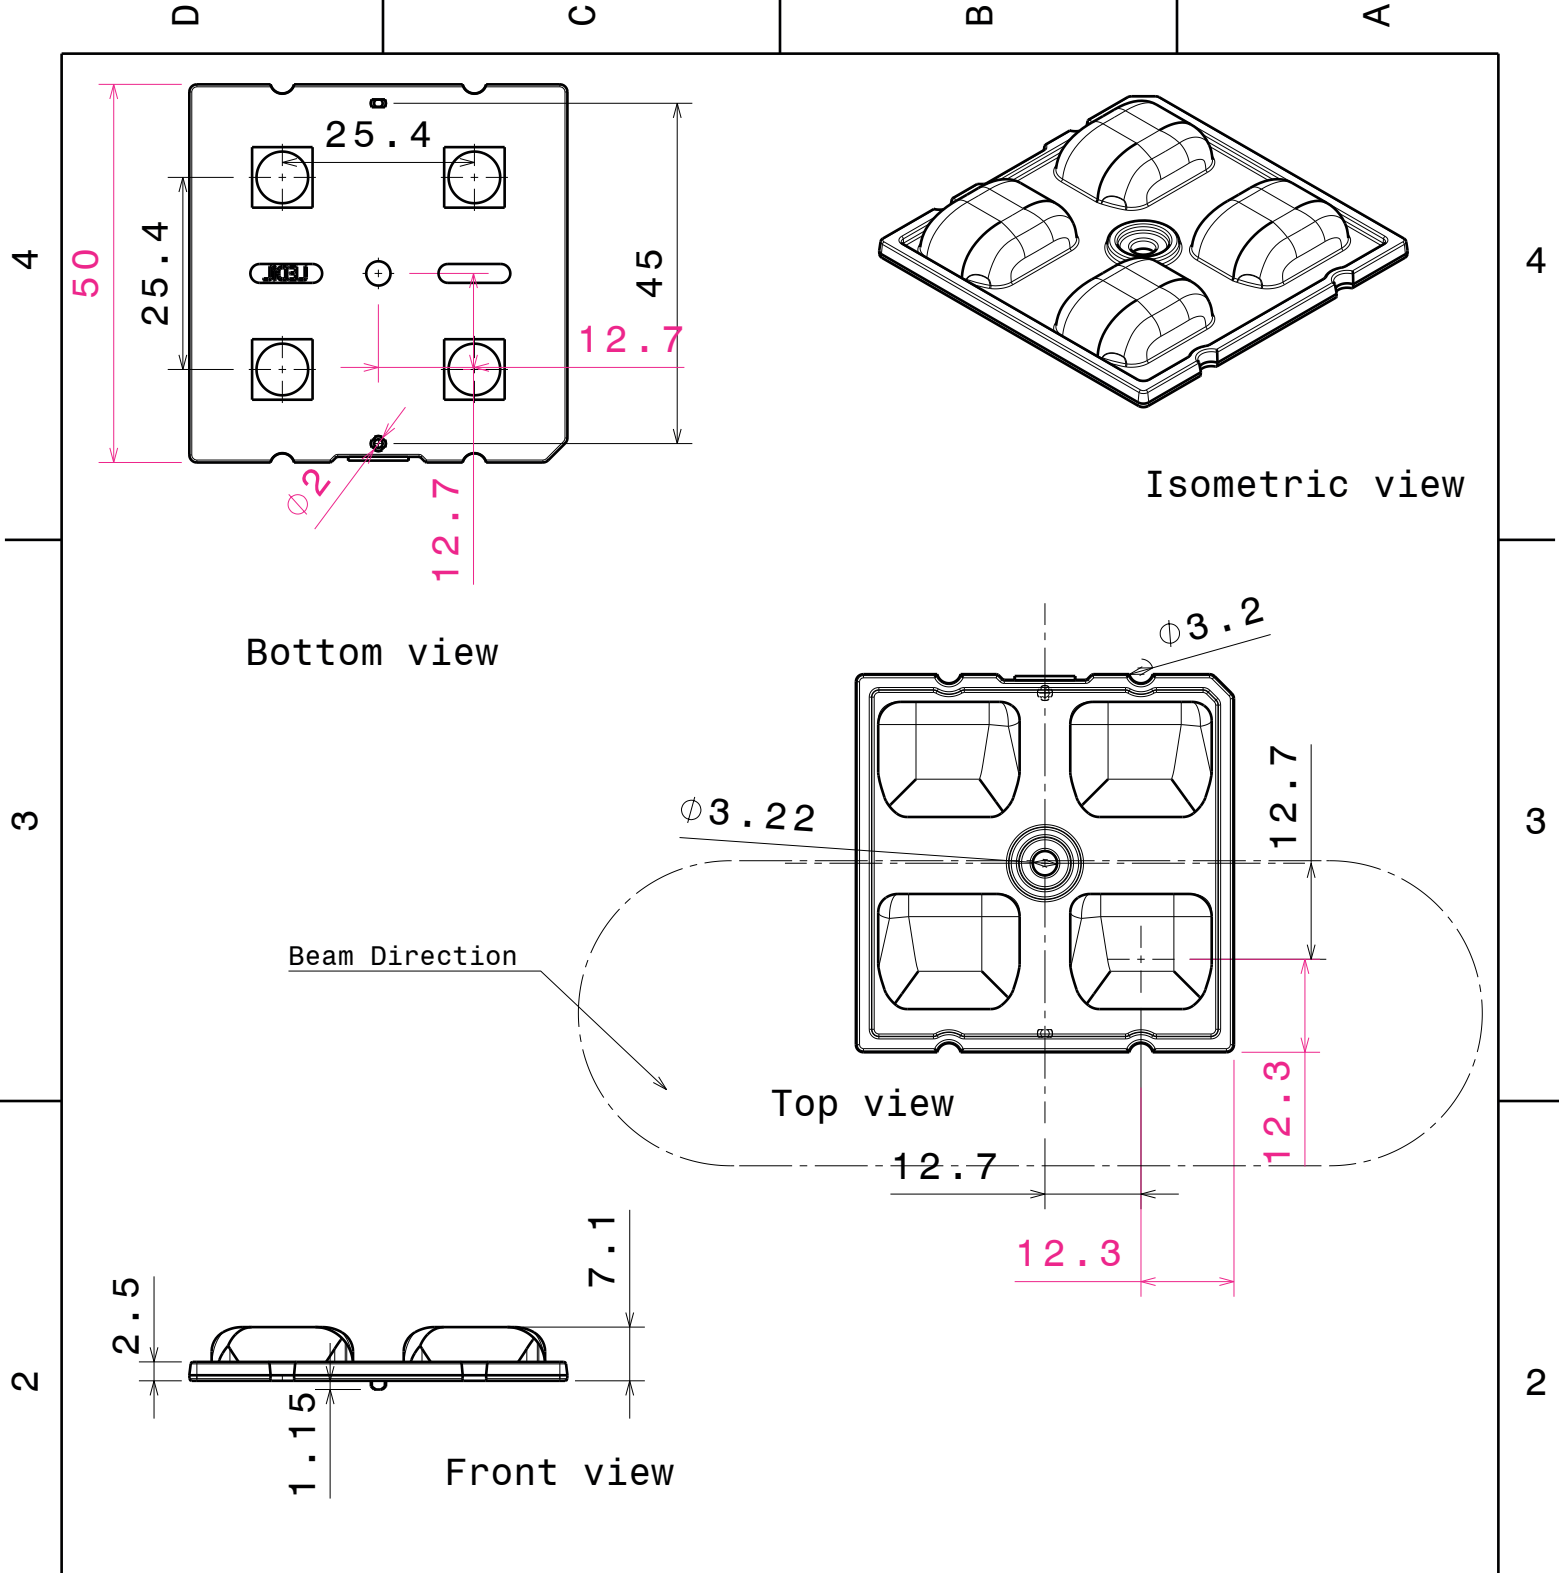 D
C
B
A
4
4
50
25.4
25.4
45
12.7
⌀2
12.7
Isometric view
Bottom view
⌀3.2
3
3
⌀3.22
12.7
Beam Direction
Top view
12.7
12.3
12.3
2
2
2.5
7.1
1.15
Front view